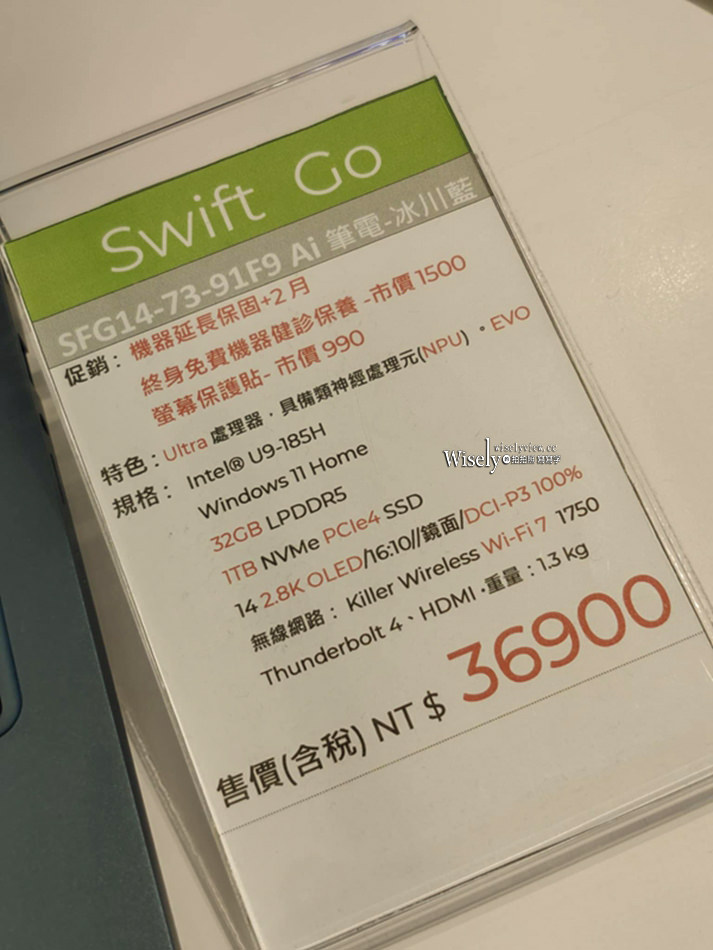 Swift Go
SFG14-73-91F9 Ai 筆電-冰川藍
促銷： 機器延長保固+2 月
終身免費機器健診保養 -市價 1500
螢幕保護貼- 市價 990
特色：Ultra 處理器，具備類神經處理元(NPU) 。EVO
規格： Intel® U9-185H
Windows 11 Home
32GB LPDDR5
1TB NVMe PCIe4 SSD
14 2.8K OLED/16:10//鏡面/DCI-P3 100%
無線網路： Killer Wireless Wi-Fi 7 1750
Thunderbolt 4、HDMI，重量：1.3 kg
售價(含稅) NT $ 36900
wiselyview.cc
Wisely